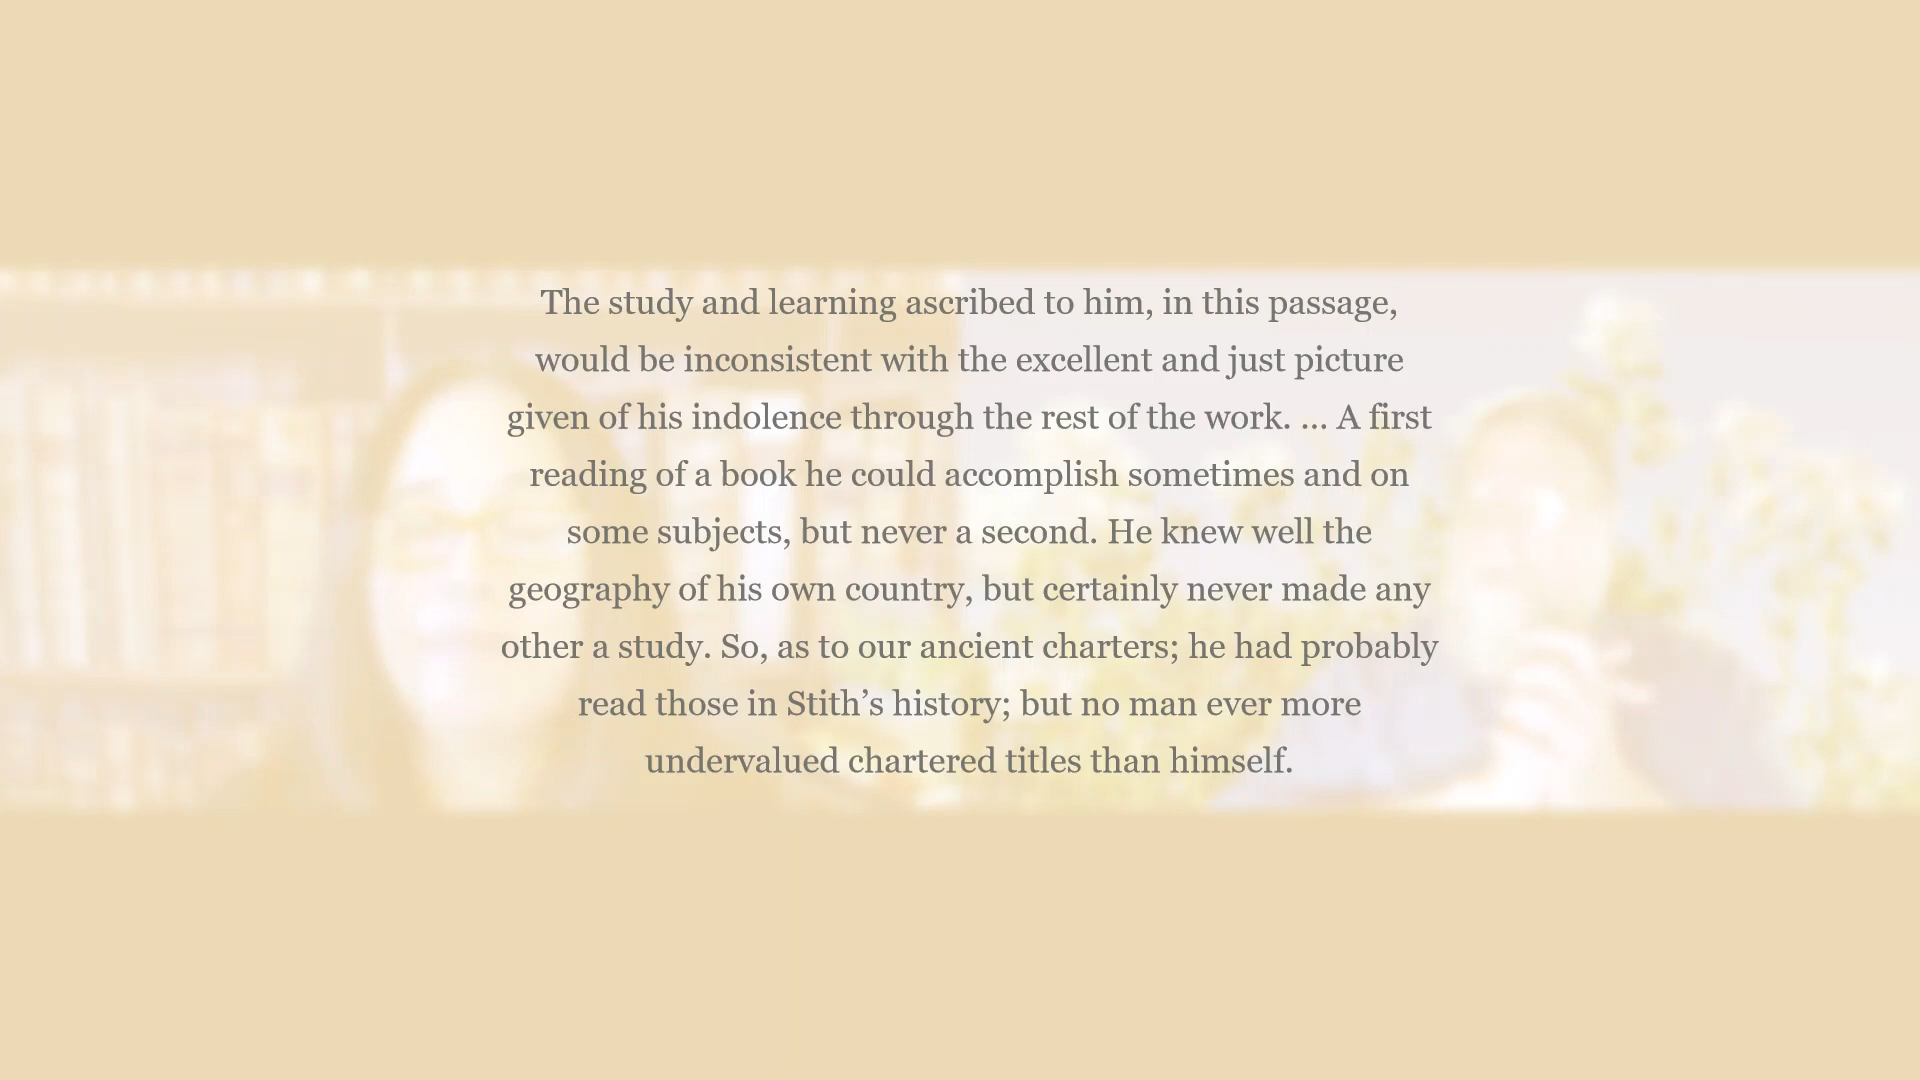 The study and learning ascribed to him, in this passage,
would be inconsistent with the excellent and just picture
given of his indolence through the rest of the work. ... A first
reading of a book he could accomplish sometimes and on
some subjects, but never a second. He knew well the
geography of his own country, but certainly never made any
other a study. So, as to our ancient charters; he had probably
read those in Stith’s history; but no man ever more
undervalued chartered titles than himself.